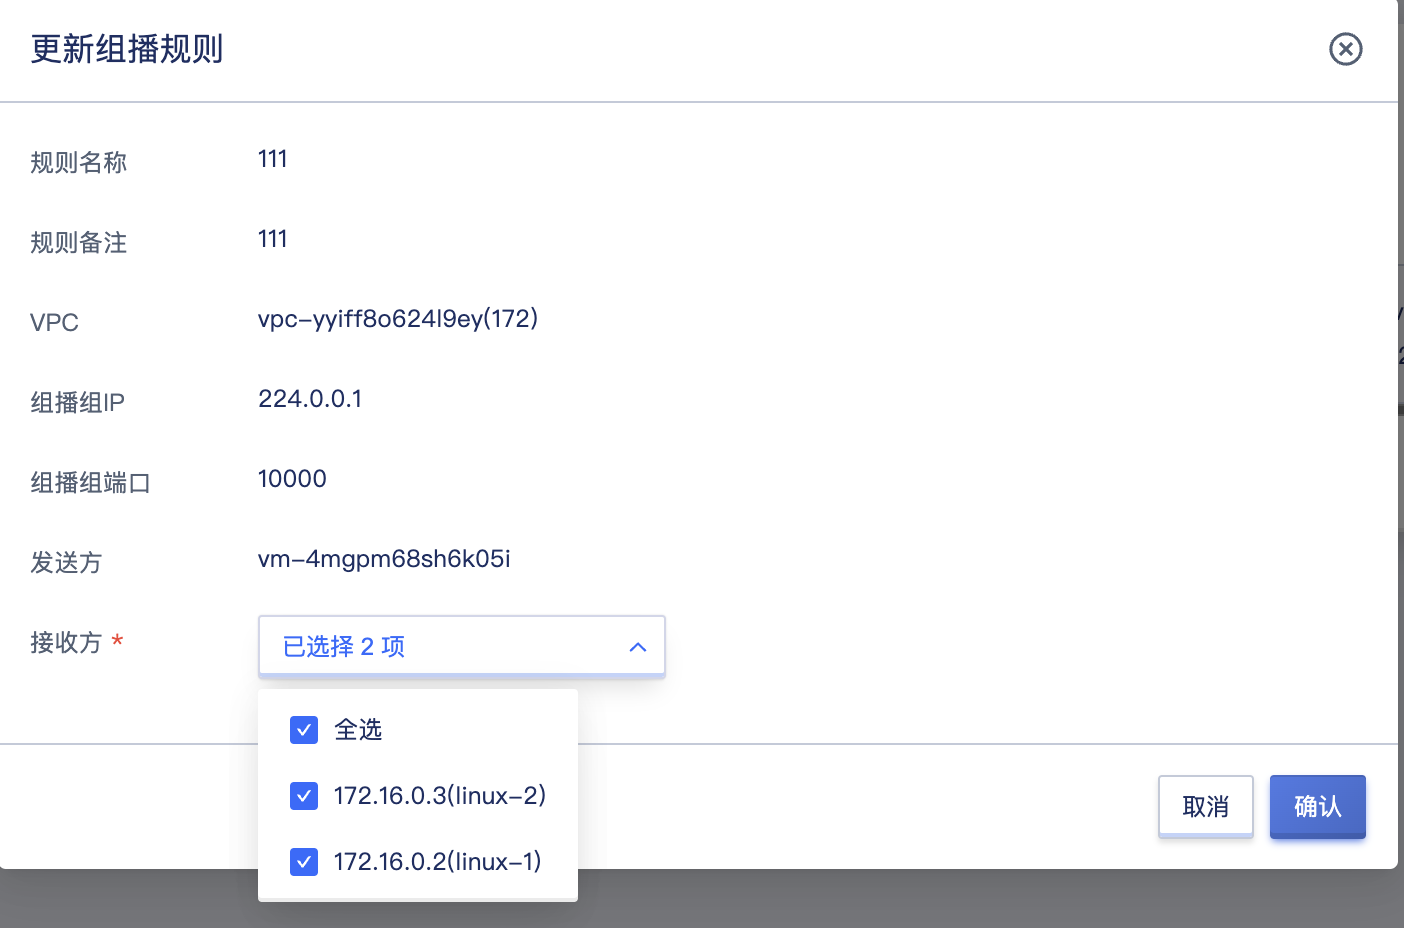 更新组播规则
规则名称 111
规则备注 111
VPC vpc-yyiff8o624l9ey(172)
组播组IP 224.0.0.1
组播组端口 10000
发送方 vm-4mgpm68sh6k05i
接收方 * 已选择 2 项
全选
172.16.0.3(linux-2)
172.16.0.2(linux-1)
取消 确认